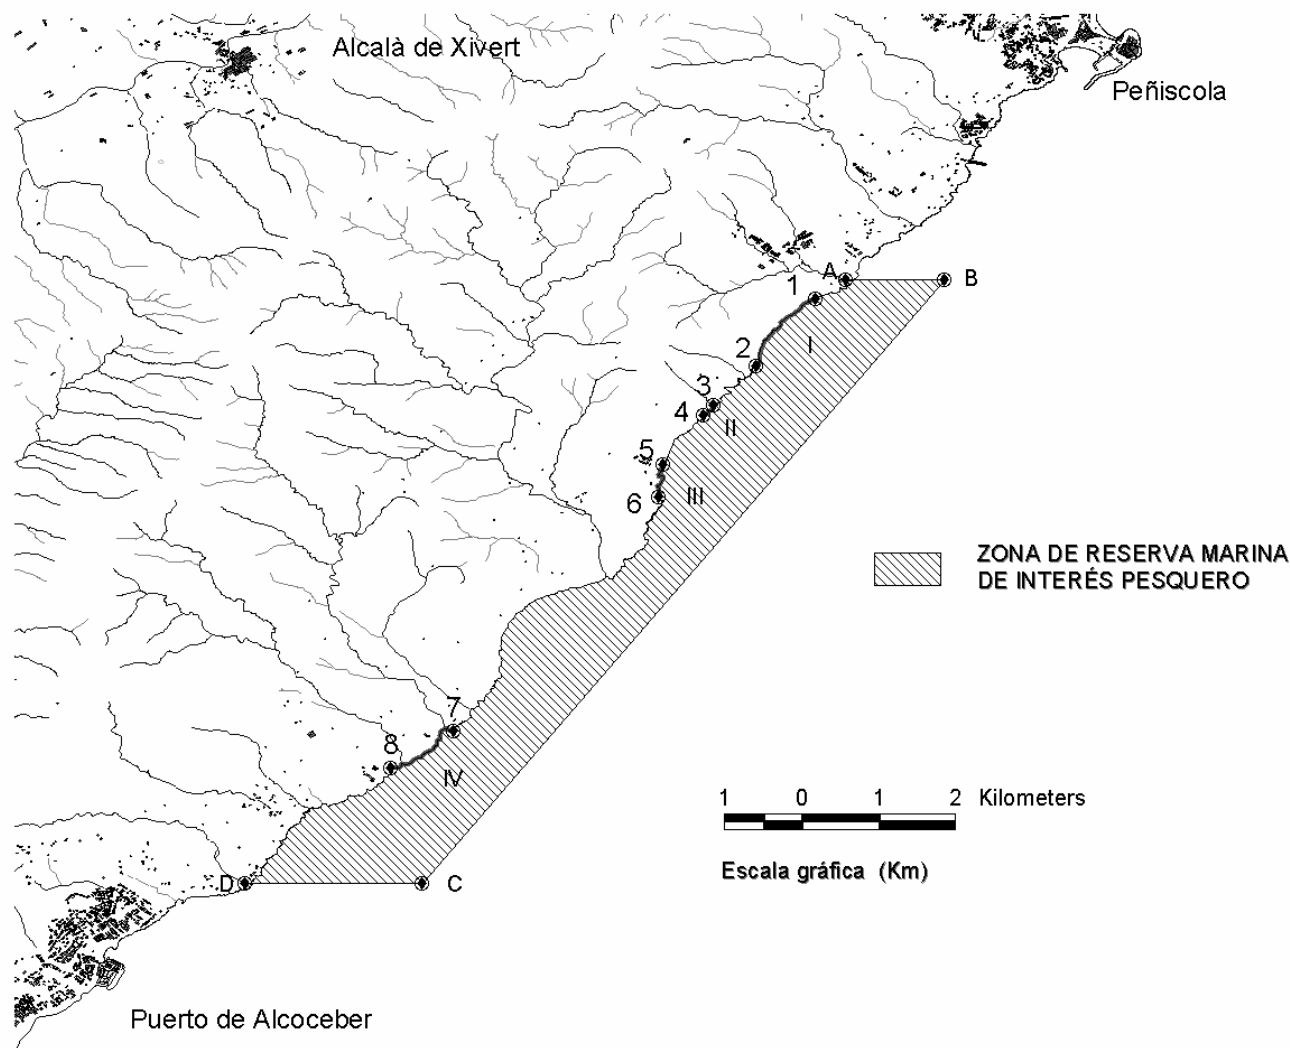 Alcalà de Xivert
Peñiscola
A
B
1
I
2
3
4
II
5
6
III
ZONA DE RESERVA MARINA
DE INTERÉS PESQUERO
7
8
IV
1 0 1 2 Kilometers
Escala gráfica (Km)
D
C
Puerto de Alcoceber